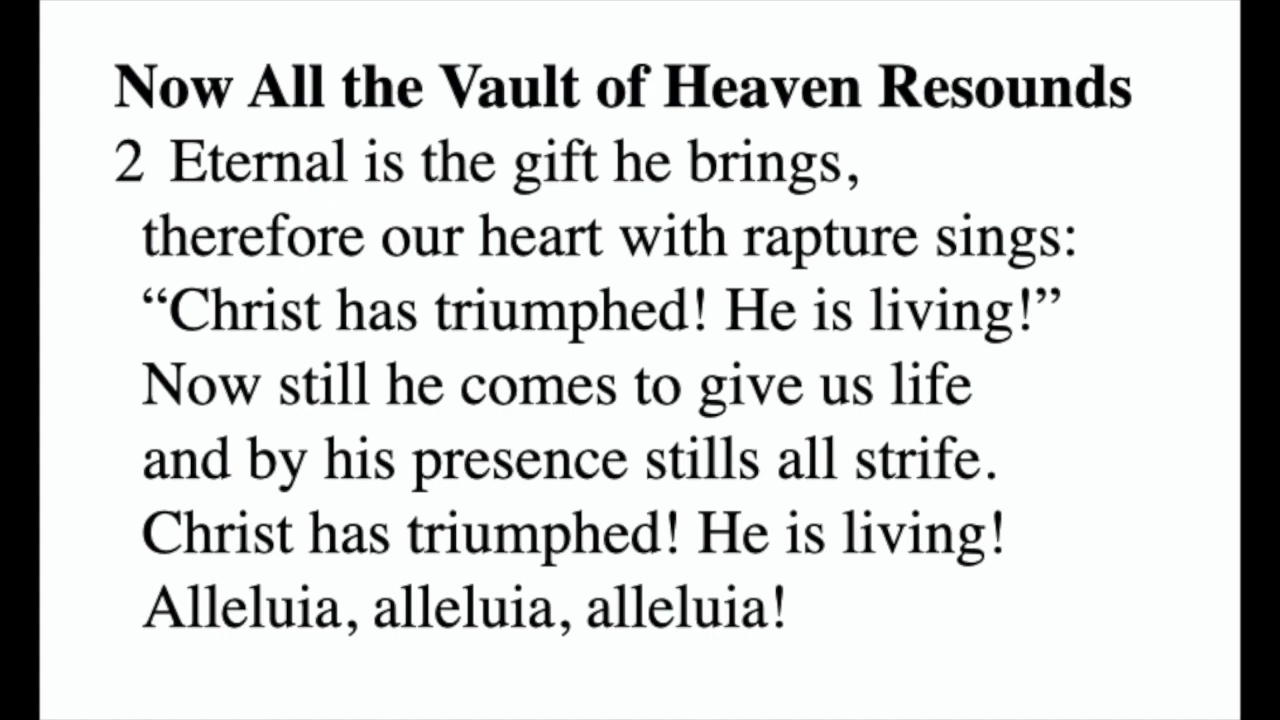 Now All the Vault of Heaven Resounds
2 Eternal is the gift he brings,
therefore our heart with rapture sings:
“Christ has triumphed! He is living!”
Now still he comes to give us life
and by his presence stills all strife.
Christ has triumphed! He is living!
Alleluia, alleluia, alleluia!